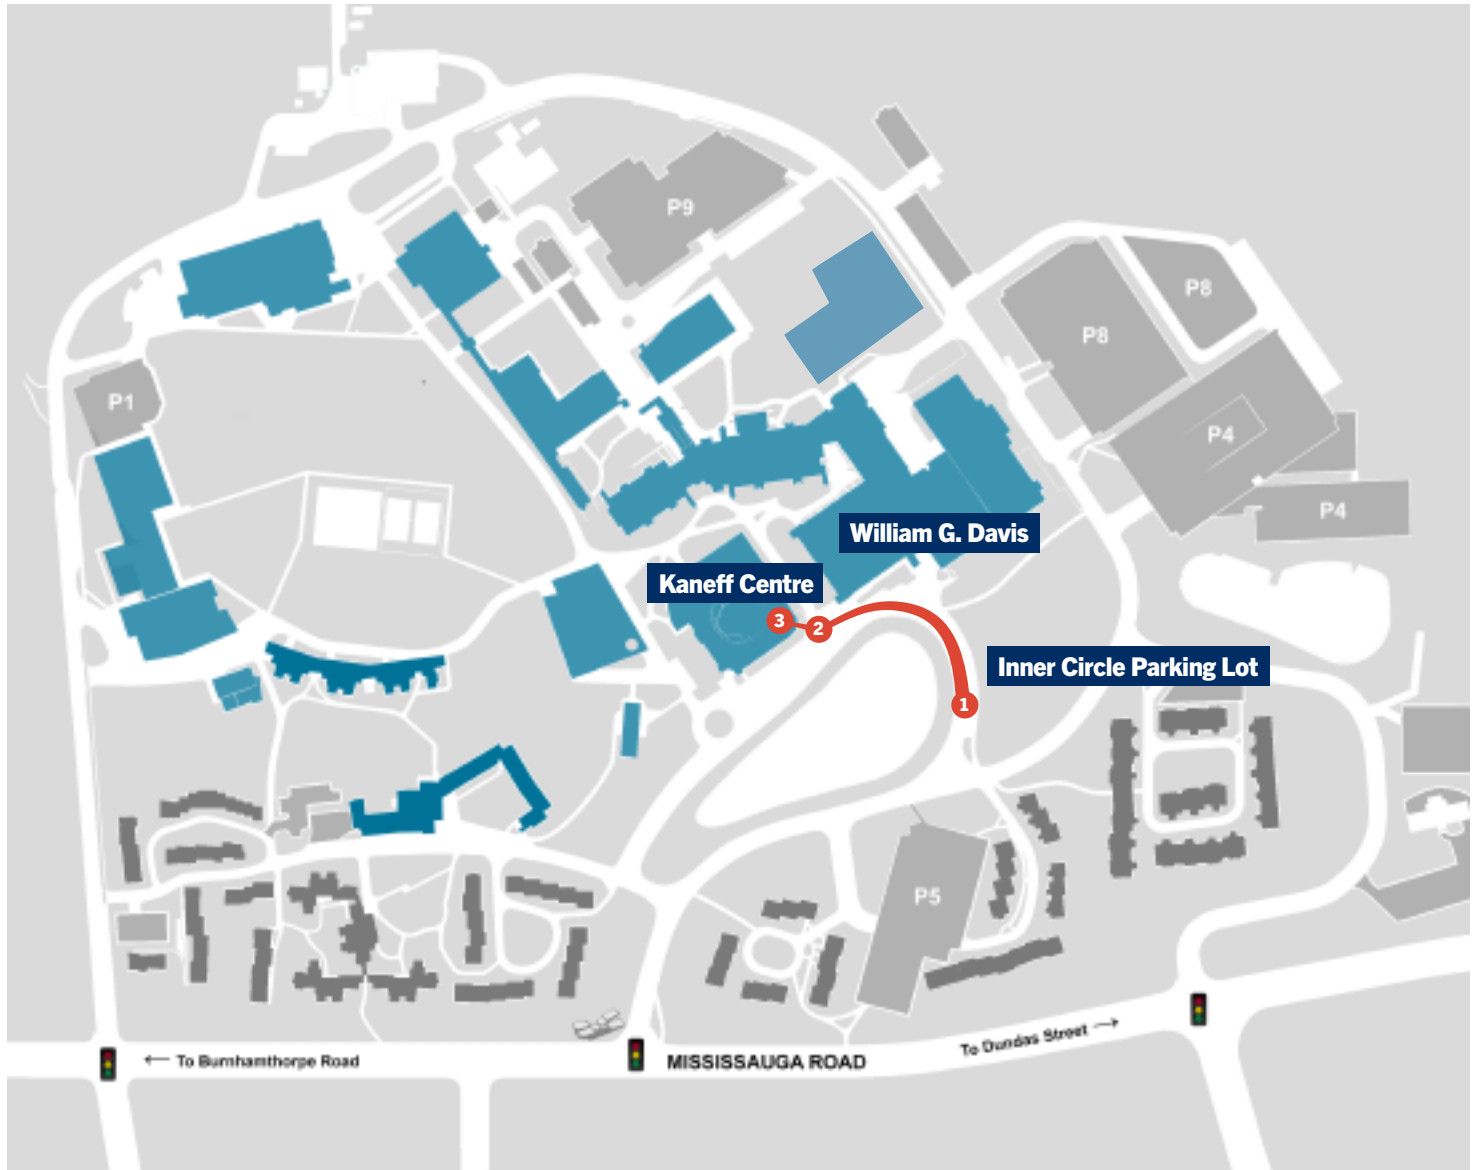 P9
P8
P8
P1
P4
P4
William G. Davis
Kaneff Centre
3
2
Inner Circle Parking Lot
1
P5
To Dundas Street →
← To Burnhamthorpe Road
MISSISSAUGA ROAD